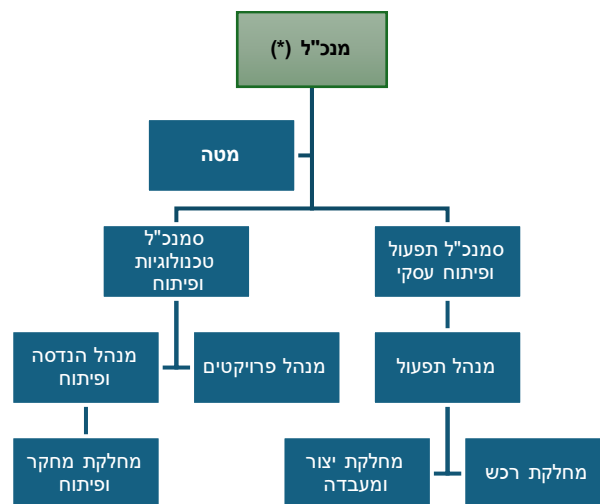 מנכ"ל (*)
מטה
סמנכ"ל תפעול
ופיתוח עסקי
סמנכ"ל
טכנולוגיות
ופיתוח
מנהל תפעול
מנהל פרויקטים
מנהל הנדסה
ופיתוח
מחלקת רכש
מחלקת יצור
ומעבדה
מחלקת מחקר
ופיתוח